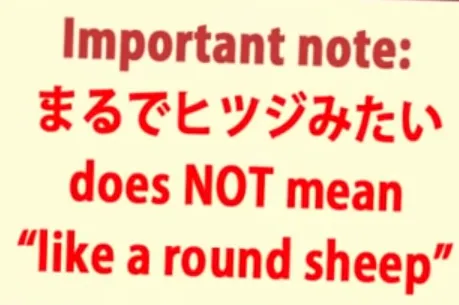 Important note:
まるでヒツジみたい
does NOT mean
“like a round sheep”